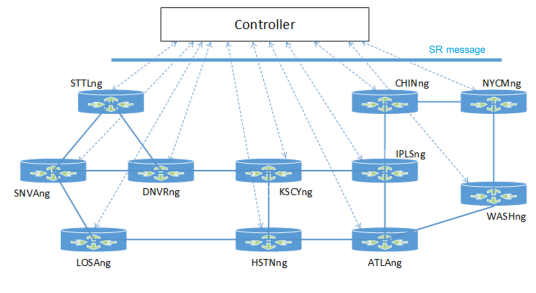 Controller
SR message
STTLng
CHINng
NYCMng
IPLSng
SNVAng
DNVRng
KSCYng
WASHng
LOSAng
HSTNng
ATLAng